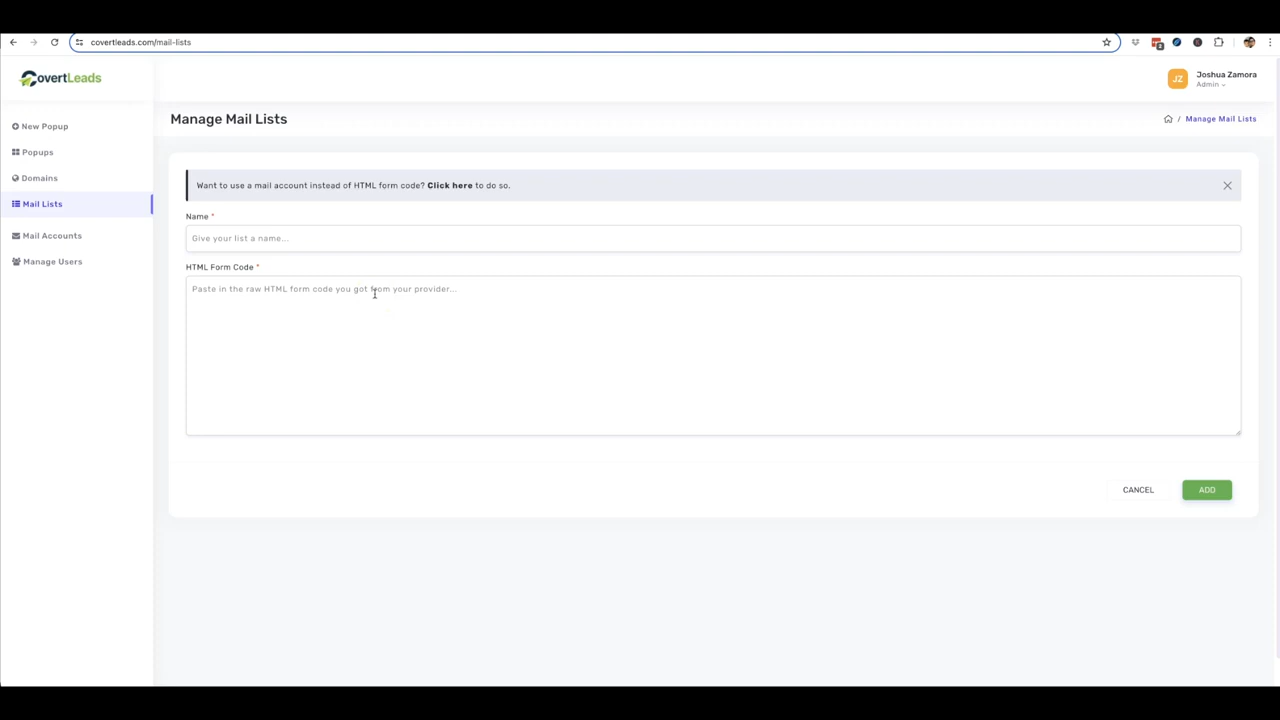 covertleads.com/mail-lists
CovertLeads
JZ
Joshua Zamora
Admin
New Popup
Popups
Domains
Mail Lists
Mail Accounts
Manage Users
Manage Mail Lists
/ Manage Mail Lists
Want to use a mail account instead of HTML form code? Click here to do so.
Name *
Give your list a name...
HTML Form Code *
Paste in the raw HTML form code you got from your provider...
CANCEL
ADD